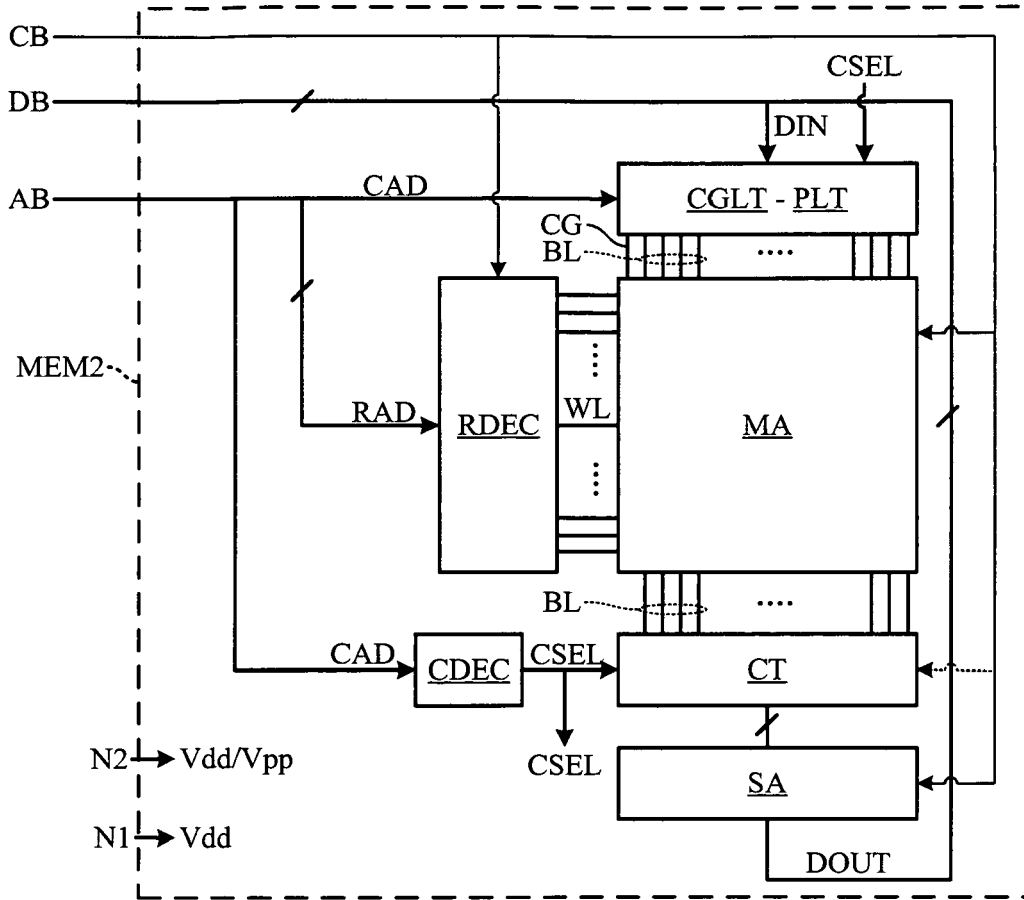 CB
CSEL
DB
DIN
CAD
AB
CGLT - PLT
CG
BL
....
MEM2
....
RAD
RDEC
WL
MA
....
BL
....
CAD
CDEC
CSEL
CT
N2
Vdd/Vpp
CSEL
SA
N1
Vdd
DOUT